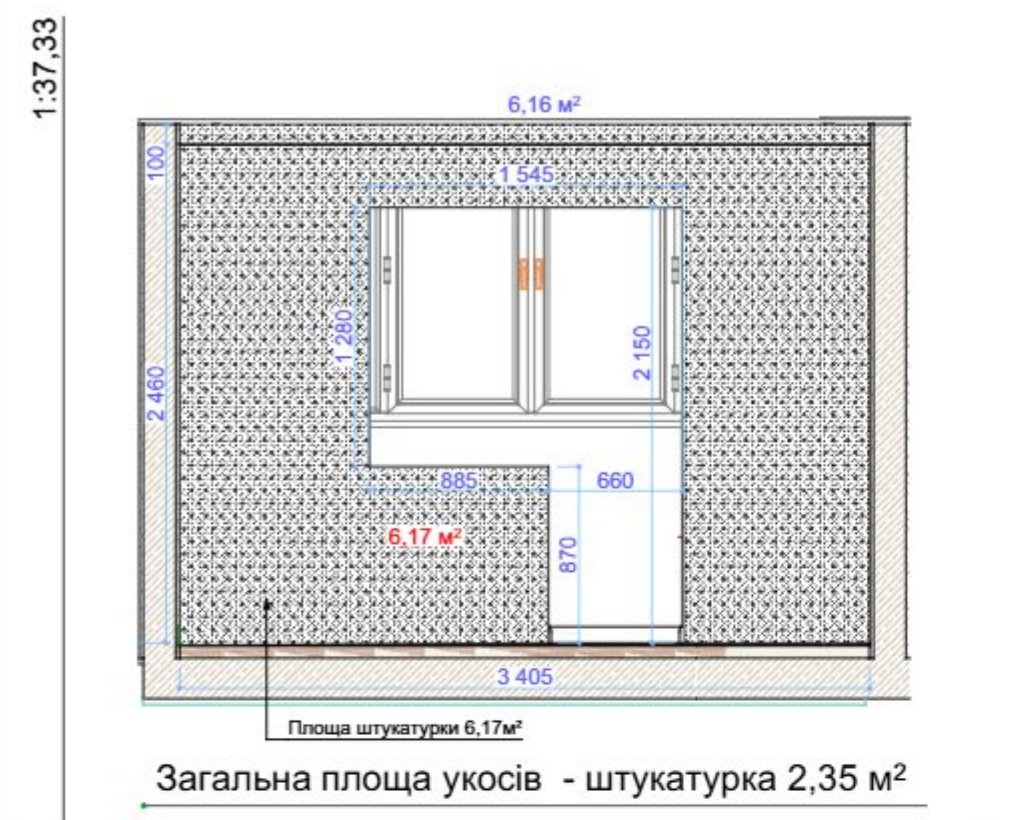 1:37,33
6,16 м²
100
1 545
1 280
2 150
2 460
885
660
6,17 м²
870
3 405
Площа штукатурки 6,17м²
Загальна площа укосів - штукатурка 2,35 м²